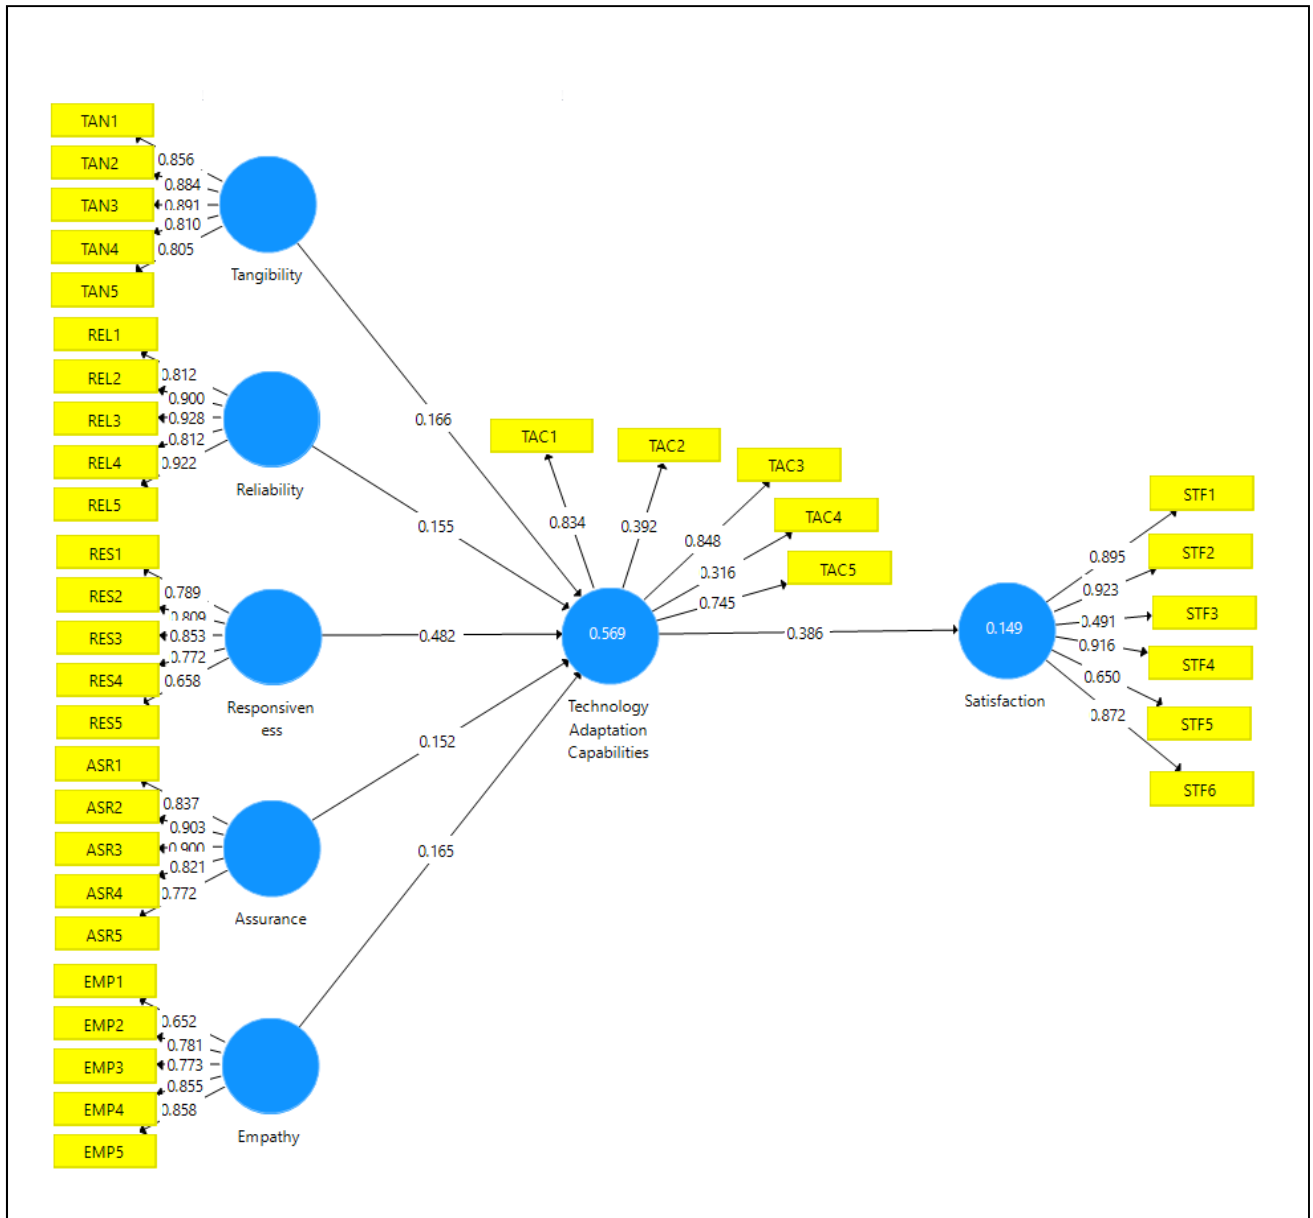 TAN1
TAN2
TAN3
TAN4
TAN5
0.856
0.884
0.891
0.810
0.805
Tangibility
REL1
REL2
REL3
REL4
REL5
0.812
0.900
0.928
0.812
0.922
Reliability
RES1
RES2
RES3
RES4
RES5
0.789
0.809
0.853
0.772
0.658
Responsiven
ess
ASR1
ASR2
ASR3
ASR4
ASR5
0.837
0.903
0.900
0.821
0.772
Assurance
EMP1
EMP2
EMP3
EMP4
EMP5
0.652
0.781
0.773
0.855
0.858
Empathy
0.166
0.155
0.482
0.152
0.165
TAC1
TAC2
TAC3
TAC4
TAC5
0.834
0.392
0.848
0.316
0.745
0.569
Technology
Adaptation
Capabilities
0.386
0.149
Satisfaction
0.895
0.923
0.491
0.916
0.650
0.872
STF1
STF2
STF3
STF4
STF5
STF6